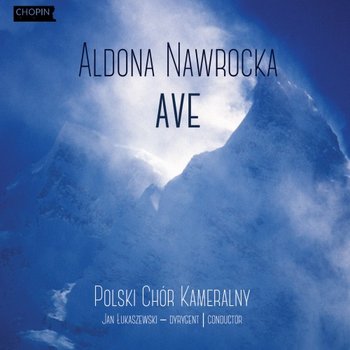 CHOPIN
ALDONA NAWROCKA
AVE
POLSKI CHÓR KAMERALNY
JAN ŁUKASZEWSKI – DYRYGENT | CONDUCTOR